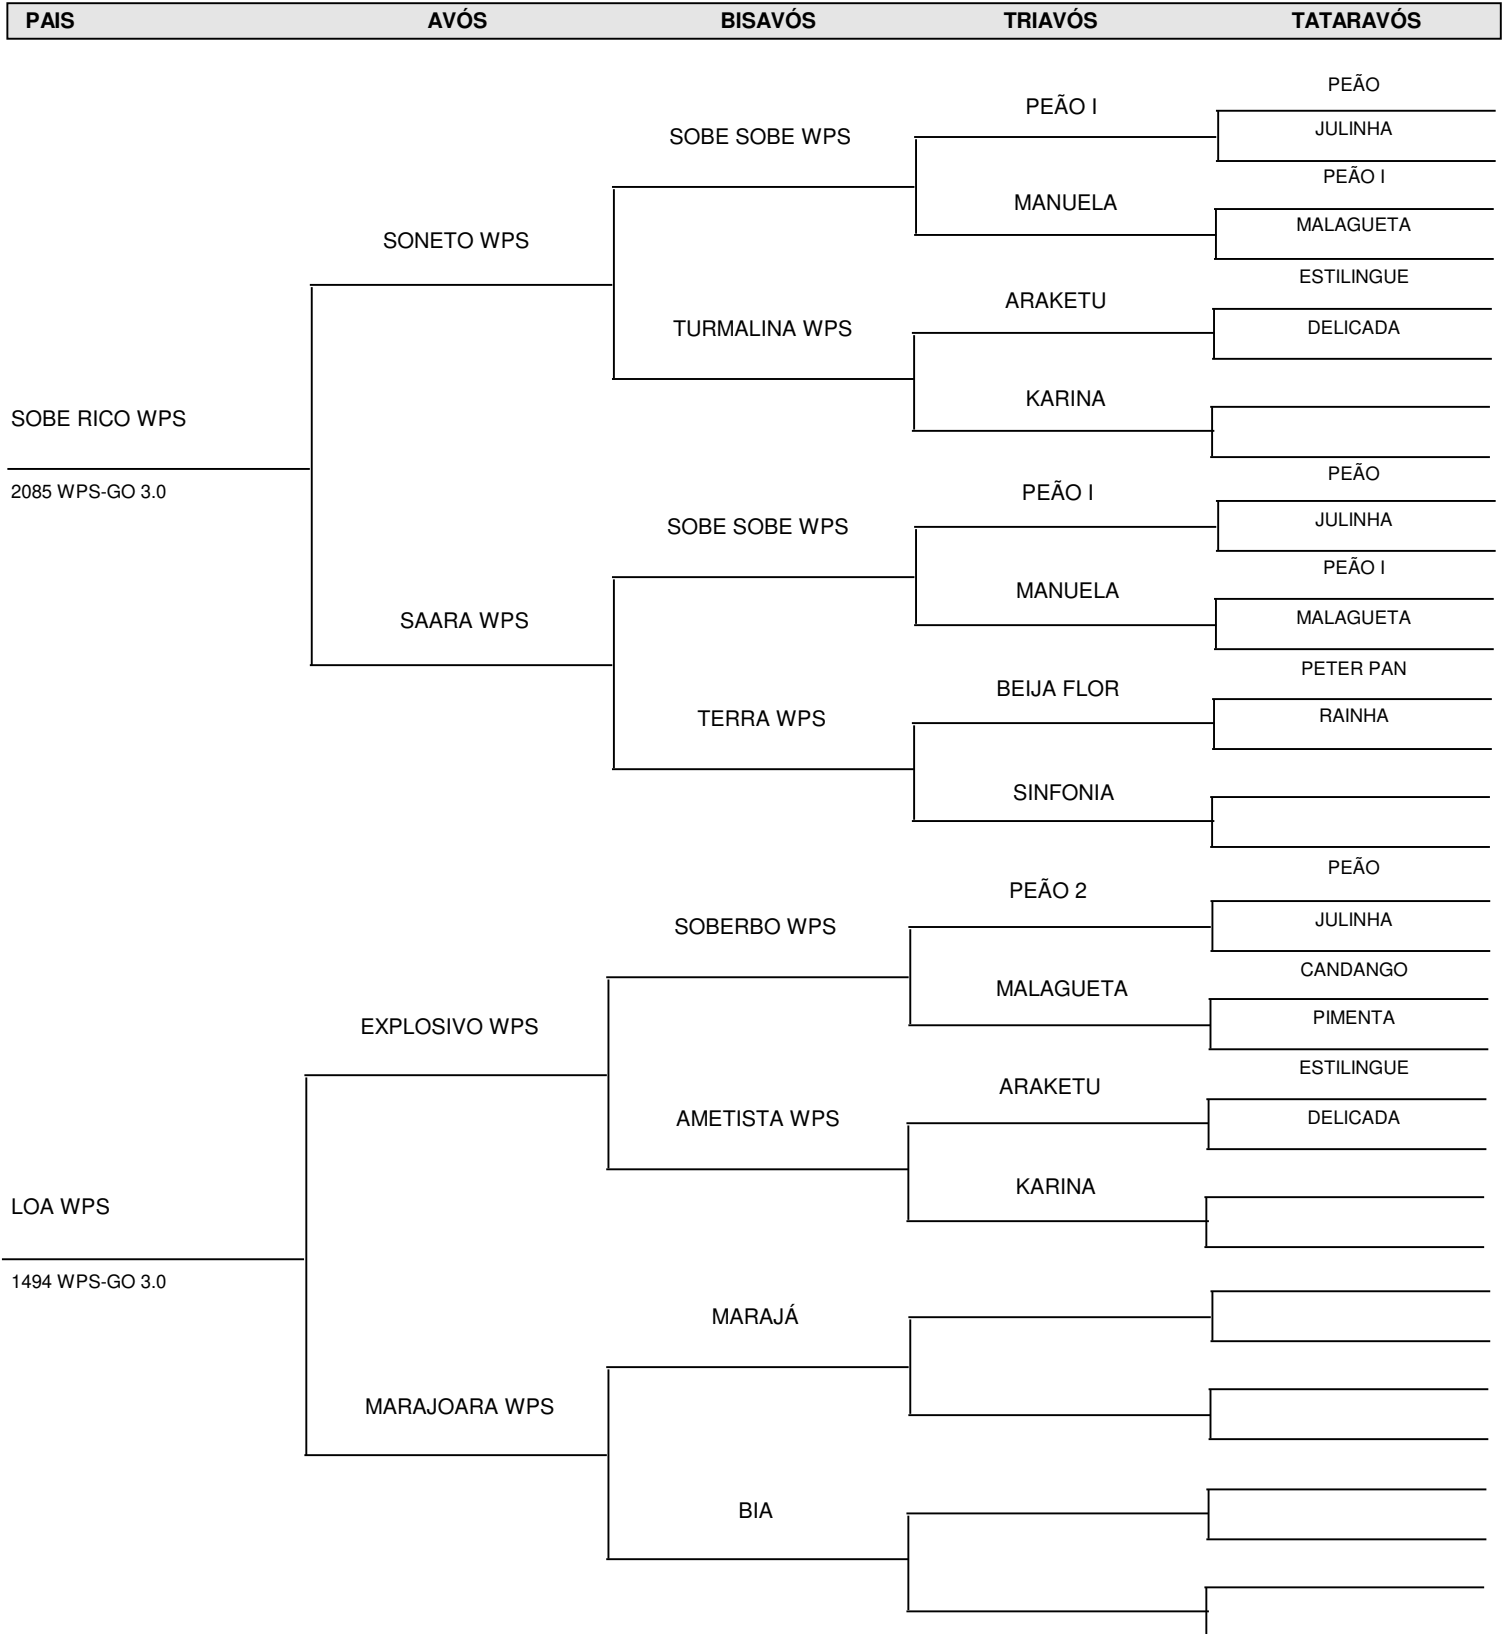 PAIS AVÓS BISAVÓS TRIAVÓS TATARAVÓS
PEÃO
PEÃO I
JULINHA
SOBE SOBE WPS
PEÃO I
MANUELA
MALAGUETA
SONETO WPS
ESTILINGUE
ARAKETU
DELICADA
TURMALINA WPS
KARINA
SOBE RICO WPS
PEÃO
2085 WPS-GO 3.0
PEÃO I
JULINHA
SOBE SOBE WPS
PEÃO I
MANUELA
MALAGUETA
SAARA WPS
PETER PAN
BEIJA FLOR
RAINHA
TERRA WPS
SINFONIA
PEÃO
PEÃO 2
JULINHA
SOBERBO WPS
CANDANGO
MALAGUETA
PIMENTA
EXPLOSIVO WPS
ESTILINGUE
ARAKETU
DELICADA
AMETISTA WPS
KARINA
LOA WPS
1494 WPS-GO 3.0
MARAJÁ
MARAJOARA WPS
BIA